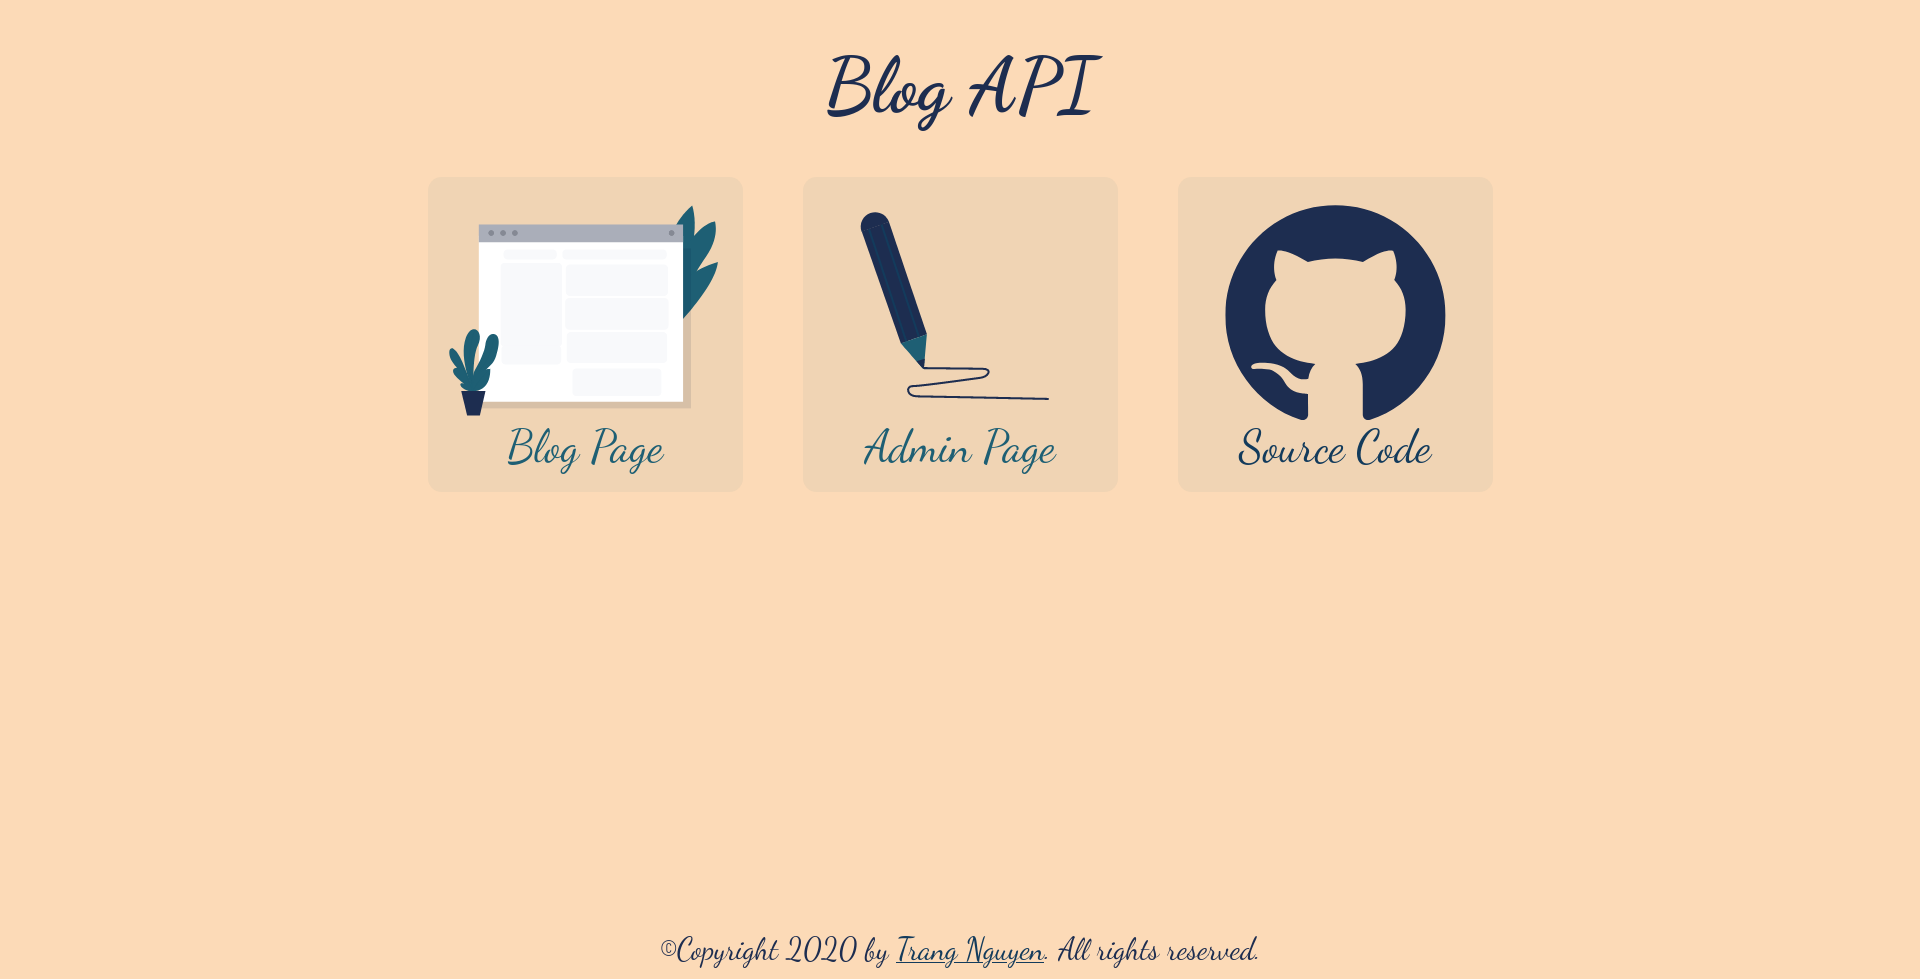 Blog API
Blog Page
Admin Page
Source Code
©Copyright 2020 by Trang Nguyen. All rights reserved.